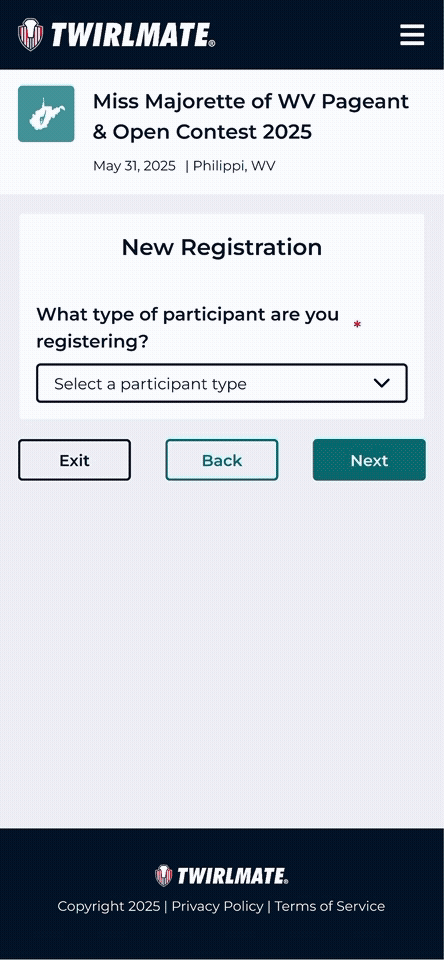 TWIRLMATE®
Miss Majorette of WV Pageant
& Open Contest 2025
May 31, 2025 | Philippi, WV
New Registration
What type of participant are you *
registering?
Select a participant type
Exit Back Next
TWIRLMATE®
Copyright 2025 | Privacy Policy | Terms of Service